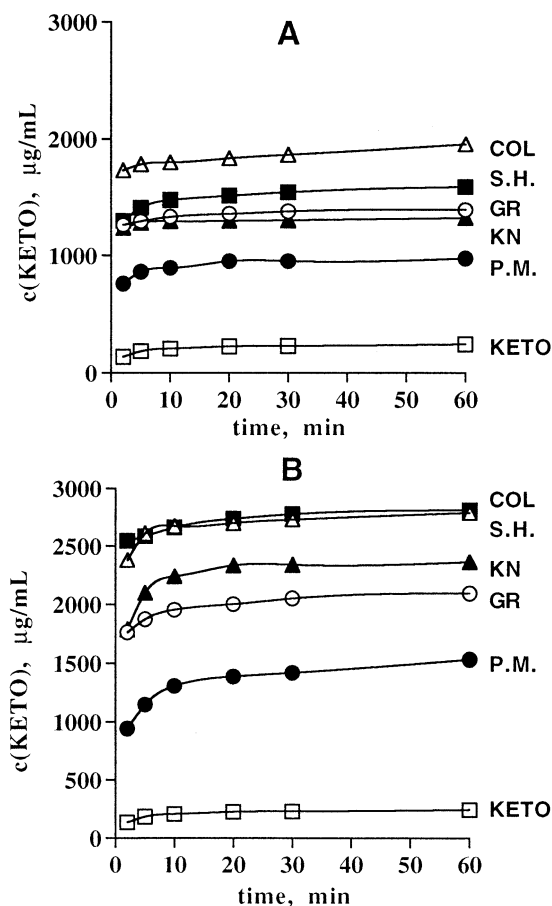 A
3000
2000
1000
0
c(KETO), µg/mL
COL
S.H.
GR
KN
P.M.
KETO
0 10 20 30 40 50 60
time, min
B
3000
2500
2000
1500
1000
500
0
c(KETO), µg/mL
COL
S.H.
KN
GR
P.M.
KETO
0 10 20 30 40 50 60
time, min